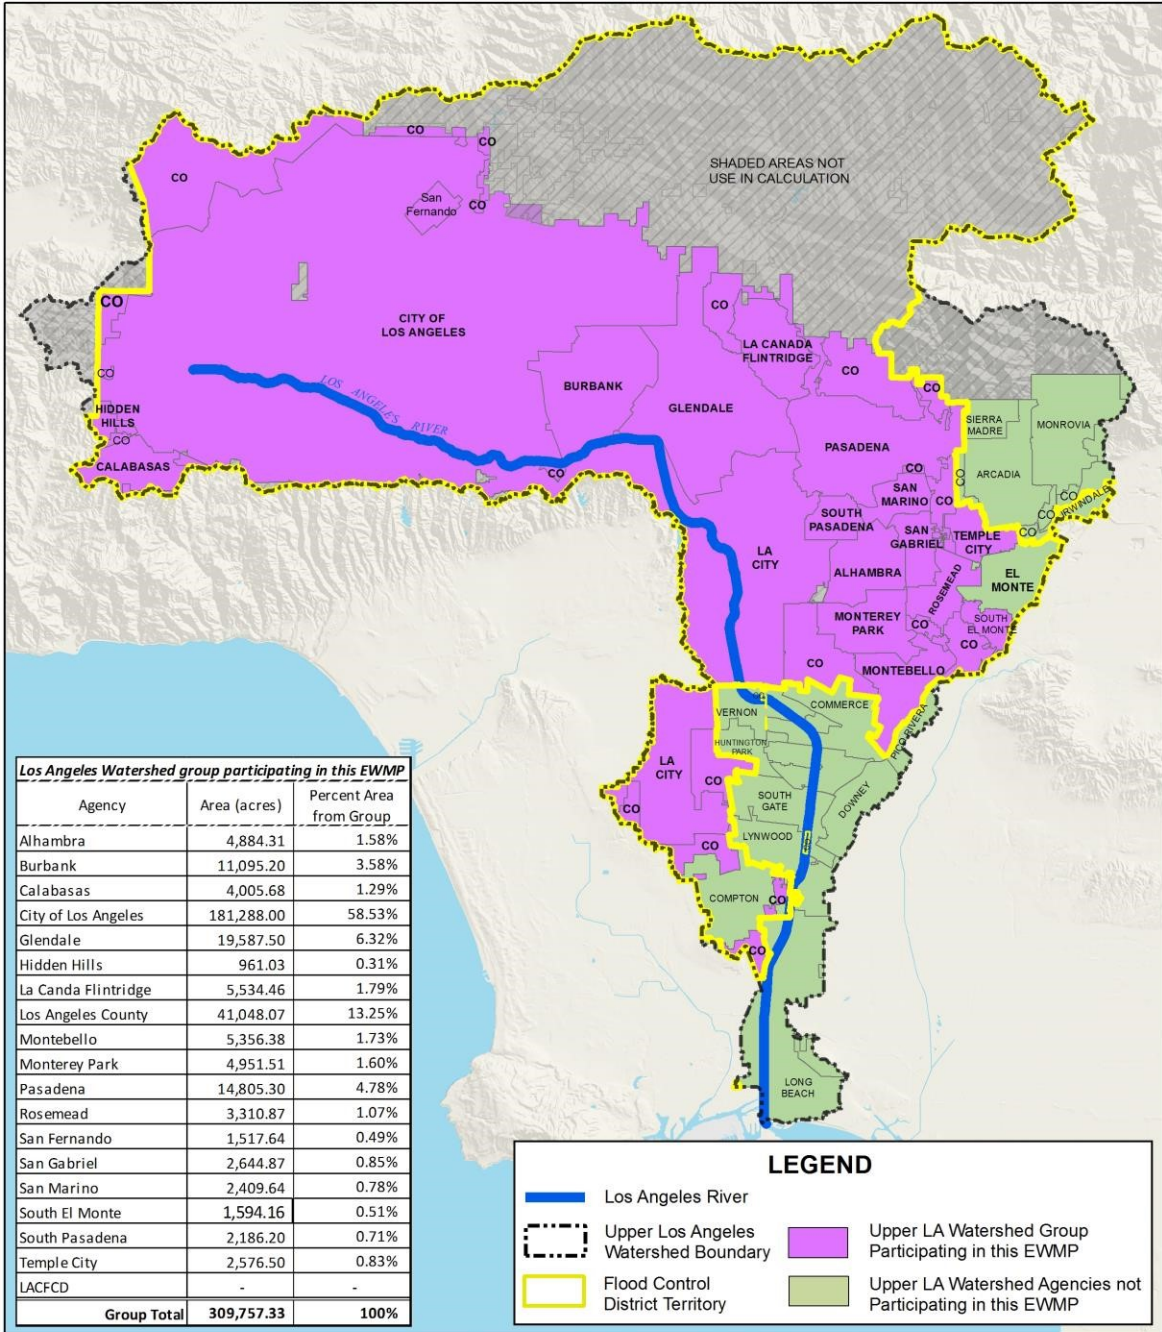 CO
CO
CO
SHADED AREAS NOT
USE IN CALCULATION
San
Fernando
CO
CO
CITY OF
LOS ANGELES
CO
LA CANADA
FLINTRIDGE
CO
CO
BURBANK
GLENDALE
CO
LOS ANGELES RIVER
HIDDEN
HILLS
CO
CALABASAS
CO
SIERRA
MADRE
MONROVIA
PASADENA
CO
ARCADIA
CO
SAN
MARINO
CO
CO
CO
IRWINDALE
CO
SOUTH
PASADENA
SAN
GABRIEL
TEMPLE
CITY
LA
CITY
ALHAMBRA
ROSEMEAD
EL
MONTE
MONTEREY
PARK
CO
SOUTH
EL MONTE
CO
CO
MONTEBELLO
CO
VERNON
COMMERCE
PICO RIVERA
HUNTINGTON
PARK
LA
CITY
CO
CO
SOUTH
GATE
DOWNEY
LYNWOOD
CO
COMPTON
CO
CO
LONG
BEACH
Los Angeles Watershed group participating in this EWMP
Agency Area (acres) Percent Area
from Group
Alhambra 4,884.31 1.58%
Burbank 11,095.20 3.58%
Calabasas 4,005.68 1.29%
City of Los Angeles 181,288.00 58.53%
Glendale 19,587.50 6.32%
Hidden Hills 961.03 0.31%
La Canda Flintridge 5,534.46 1.79%
Los Angeles County 41,048.07 13.25%
Montebello 5,356.38 1.73%
Monterey Park 4,951.51 1.60%
Pasadena 14,805.30 4.78%
Rosemead 3,310.87 1.07%
San Fernando 1,517.64 0.49%
San Gabriel 2,644.87 0.85%
San Marino 2,409.64 0.78%
South El Monte 1,594.16 0.51%
South Pasadena 2,186.20 0.71%
Temple City 2,576.50 0.83%
LACFCD - -
Group Total 309,757.33 100%
LEGEND
Los Angeles River
Upper Los Angeles
Watershed Boundary
Flood Control
District Territory
Upper LA Watershed Group
Participating in this EWMP
Upper LA Watershed Agencies not
Participating in this EWMP